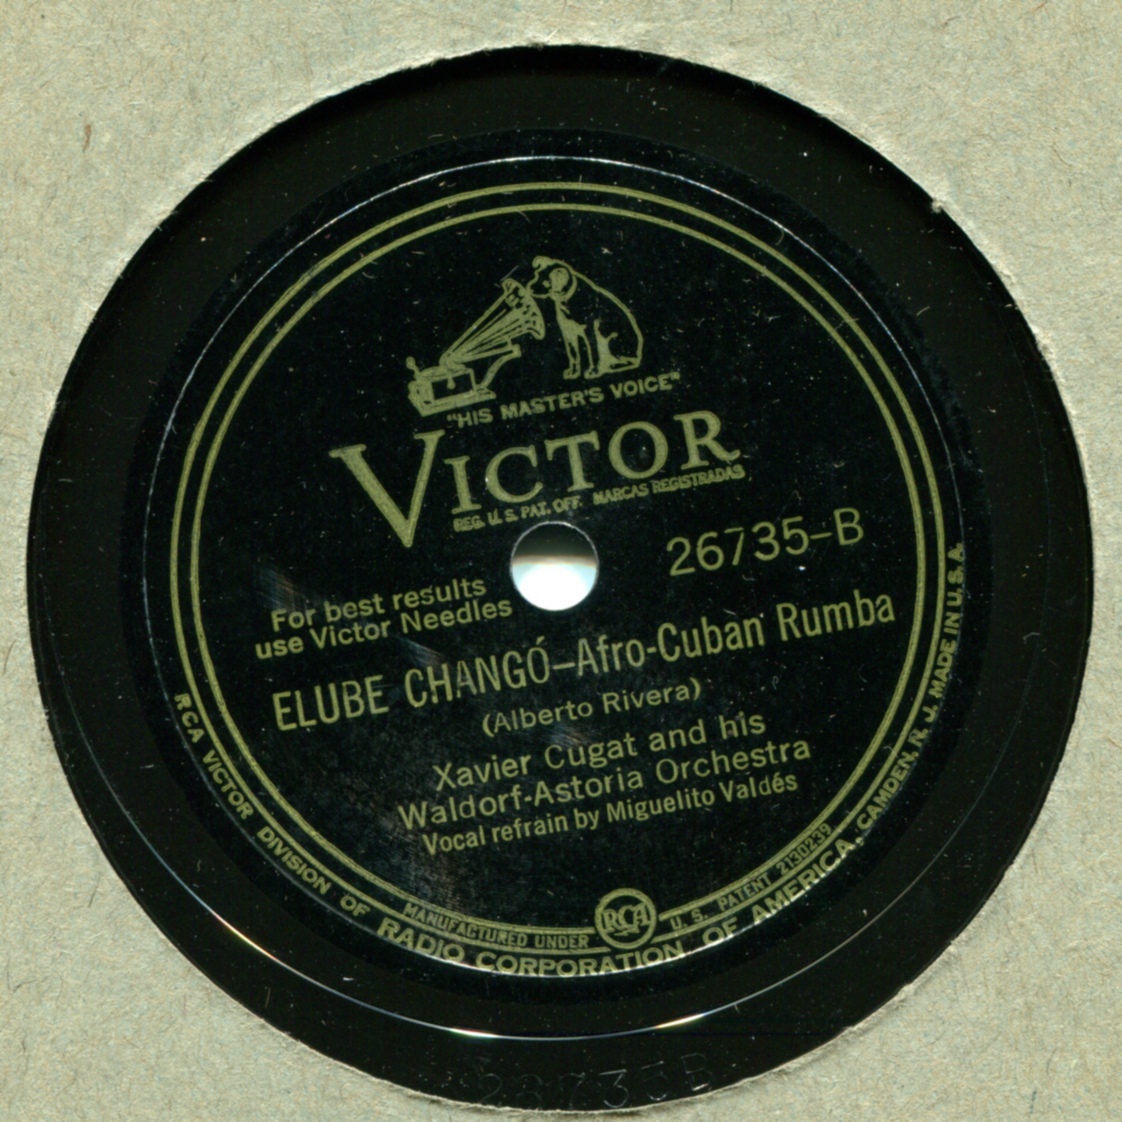 "HIS MASTER'S VOICE"
VICTOR
REG. U. S. PAT. OFF. MARCAS REGISTRADAS
26735-B
For best results
use Victor Needles
ELUBE CHANGÓ-Afro-Cuban Rumba
(Alberto Rivera)
Xavier Cugat and his
Waldorf-Astoria Orchestra
Vocal refrain by Miguelito Valdés
MANUFACTURED UNDER RCA U. S. PATENT 2130239
RCA VICTOR DIVISION OF RADIO CORPORATION OF AMERICA, CAMDEN, N. J. MADE IN U. S. A.
26735B